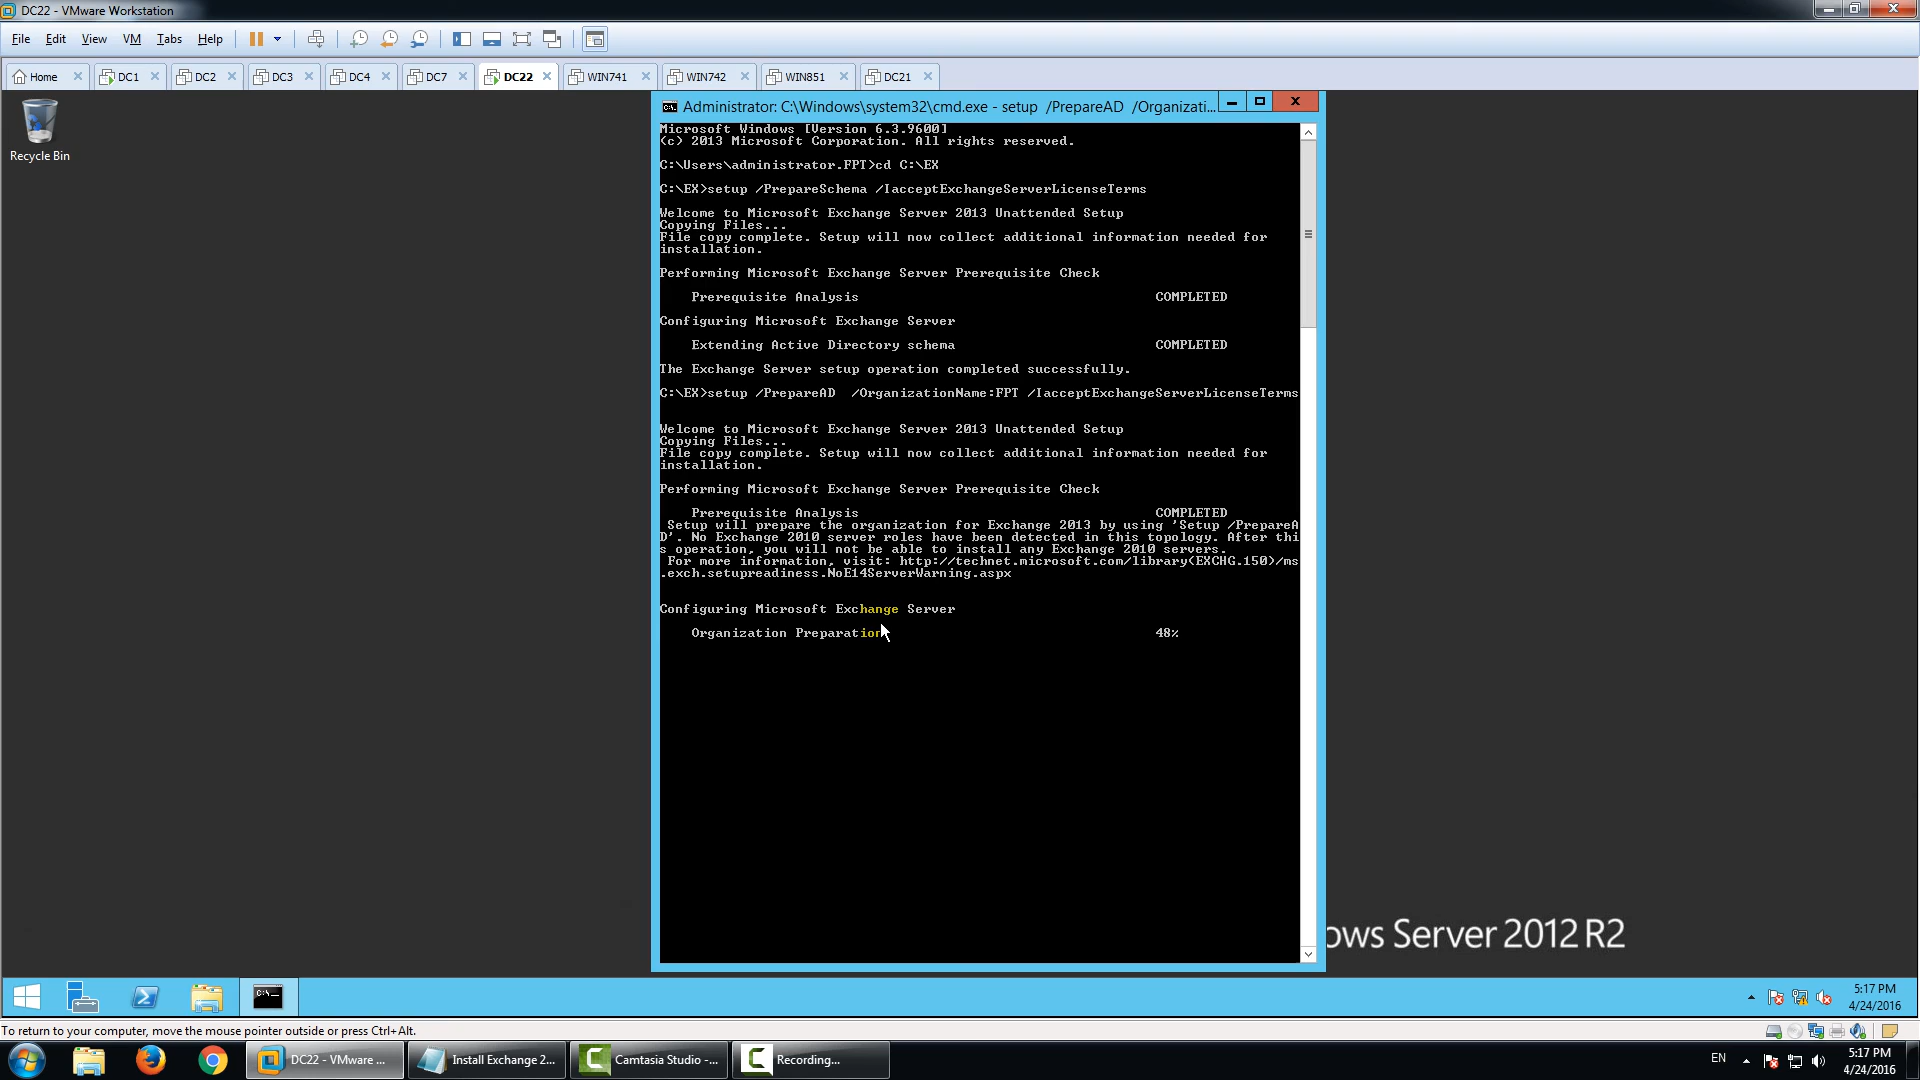 DC22 - VMware Workstation
File Edit View VM Tabs Help
Home DC1 DC2 DC3 DC4 DC7 DC22 WIN741 WIN742 WIN851 DC21
Recycle Bin
Administrator: C:\Windows\system32\cmd.exe - setup /PrepareAD /Organizati...
Microsoft Windows [Version 6.3.9600]
(c) 2013 Microsoft Corporation. All rights reserved.
C:\Users\administrator.FPT>cd C:\EX
C:\EX>setup /PrepareSchema /IacceptExchangeServerLicenseTerms
Welcome to Microsoft Exchange Server 2013 Unattended Setup
Copying Files...
File copy complete. Setup will now collect additional information needed for
installation.
Performing Microsoft Exchange Server Prerequisite Check
Prerequisite Analysis COMPLETED
Configuring Microsoft Exchange Server
Extending Active Directory schema COMPLETED
The Exchange Server setup operation completed successfully.
C:\EX>setup /PrepareAD /OrganizationName:FPT /IacceptExchangeServerLicenseTerms
Welcome to Microsoft Exchange Server 2013 Unattended Setup
Copying Files...
File copy complete. Setup will now collect additional information needed for
installation.
Performing Microsoft Exchange Server Prerequisite Check
Prerequisite Analysis COMPLETED
Setup will prepare the organization for Exchange 2013 by using 'Setup /PrepareA
D'. No Exchange 2010 server roles have been detected in this topology. After thi
s operation, you will not be able to install any Exchange 2010 servers.
For more information, visit: http://technet.microsoft.com/library(EXCHG.150)/ms
.exch.setupreadiness.NoE14ServerWarning.aspx
Configuring Microsoft Exchange Server
Organization Preparation 48%
ows Server 2012 R2
5:17 PM
4/24/2016
To return to your computer, move the mouse pointer outside or press Ctrl+Alt.
DC22 - VMware ... Install Exchange 2... Camtasia Studio -... Recording... EN 5:17 PM
4/24/2016